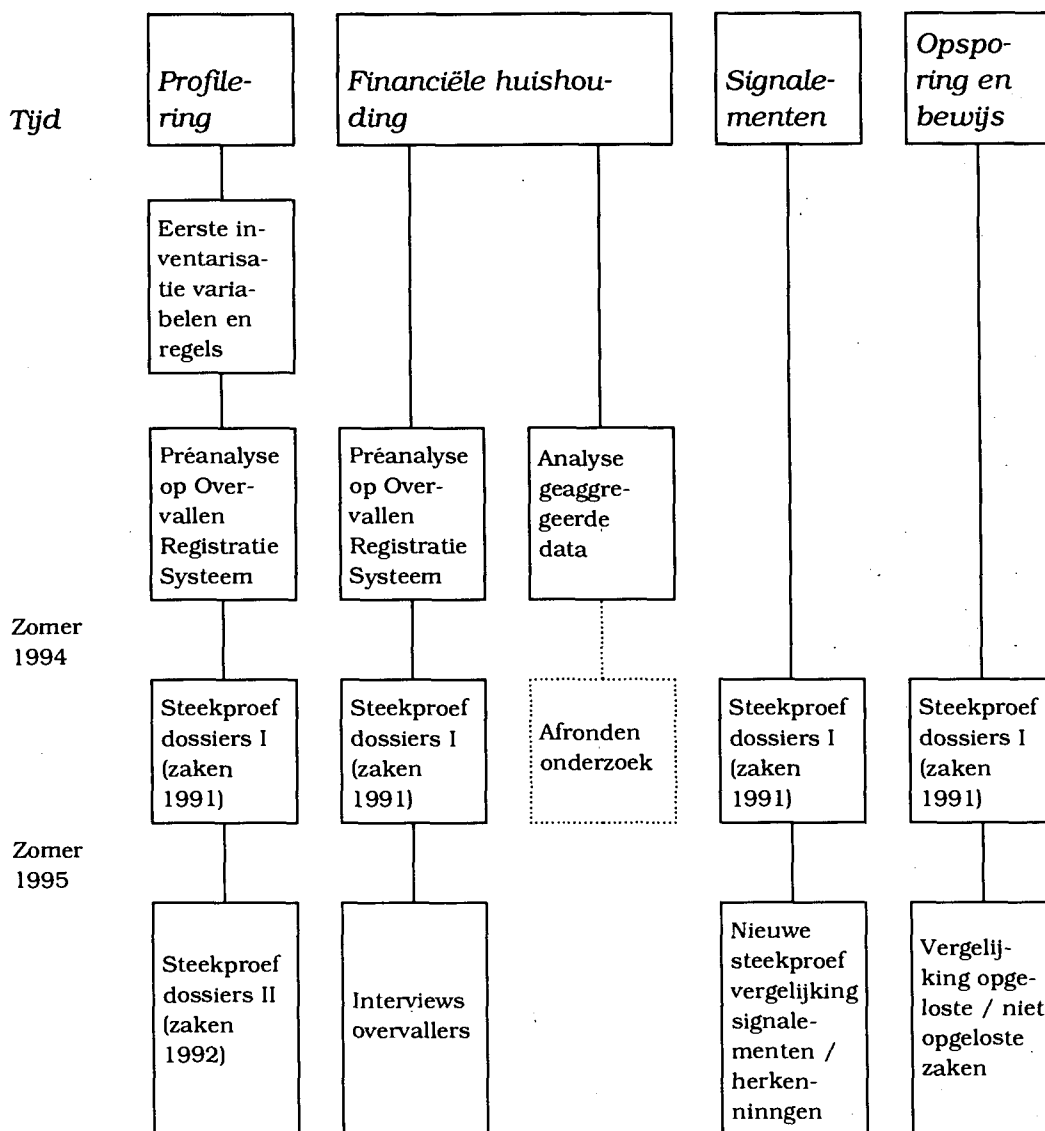 Tijd
Profile-
ring
Financiële huishou-
ding
Signale-
menten
Opspo-
ring en
bewijs
Eerste in-
ventarisa-
tie varia-
belen en
regels
Préanalyse
op Over-
vallen
Registratie
Systeem
Préanalyse
op Over-
vallen
Registratie
Systeem
Analyse
geaggre-
geerde
data
Zomer
1994
Steekproef
dossiers I
(zaken
1991)
Steekproef
dossiers I
(zaken
1991)
Afronden
onderzoek
Steekproef
dossiers I
(zaken
1991)
Steekproef
dossiers I
(zaken
1991)
Zomer
1995
Steekproef
dossiers II
(zaken
1992)
Interviews
overvallers
Nieuwe
steekproef
vergelijking
signale-
menten /
herken-
ninngen
Vergelij-
king opge-
loste / niet
opgeloste
zaken